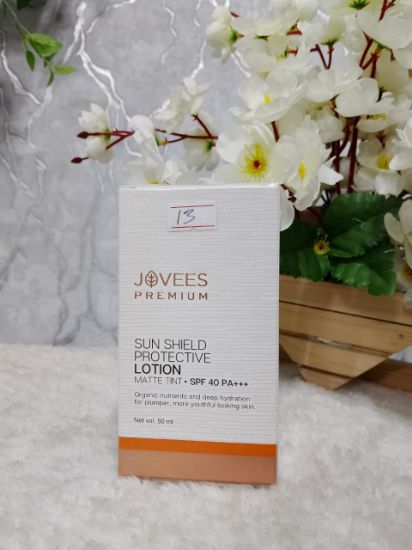 13
JOVEES
PREMIUM
SUN SHIELD
PROTECTIVE
LOTION
MATTE TINT • SPF 40 PA+++
Organic nutrients and deep hydration
for plumper, more youthful looking skin.
Net vol. 50 ml